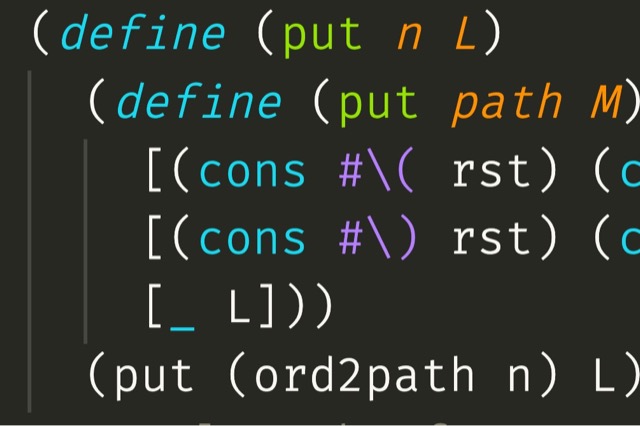 (define (put n L)
(define (put path M)
[(cons #\( rst) (c
[(cons #\) rst) (c
[_ L]))
(put (ord2path n) L)